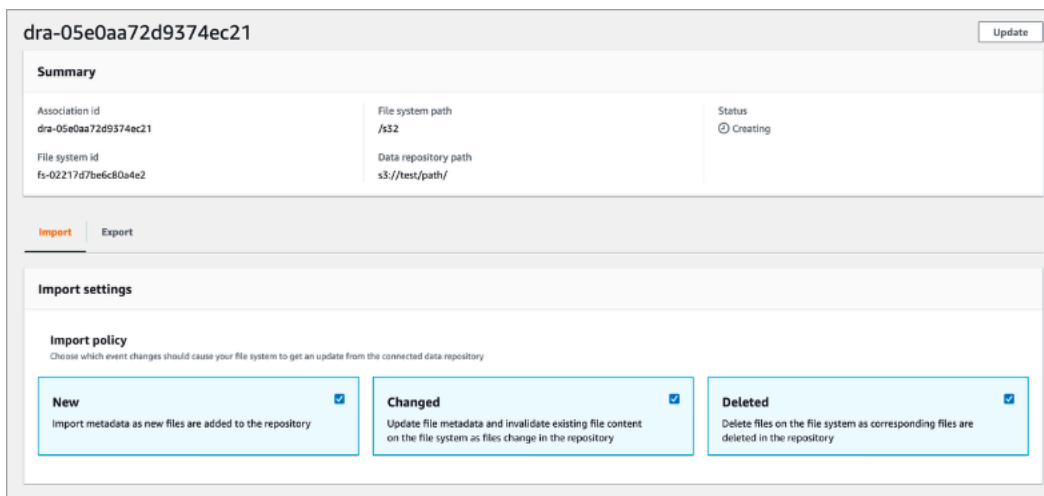 dra-05e0aa72d9374ec21
Update
Summary
Association id
dra-05e0aa72d9374ec21
File system id
fs-02217d7be6c80a4e2
File system path
/s32
Data repository path
s3://test/path/
Status
Creating
Import
Export
Import settings
Import policy
Choose which event changes should cause your file system to get an update from the connected data repository
New
Import metadata as new files are added to the repository
Changed
Update file metadata and invalidate existing file content
on the file system as files change in the repository
Deleted
Delete files on the file system as corresponding files are
deleted in the repository